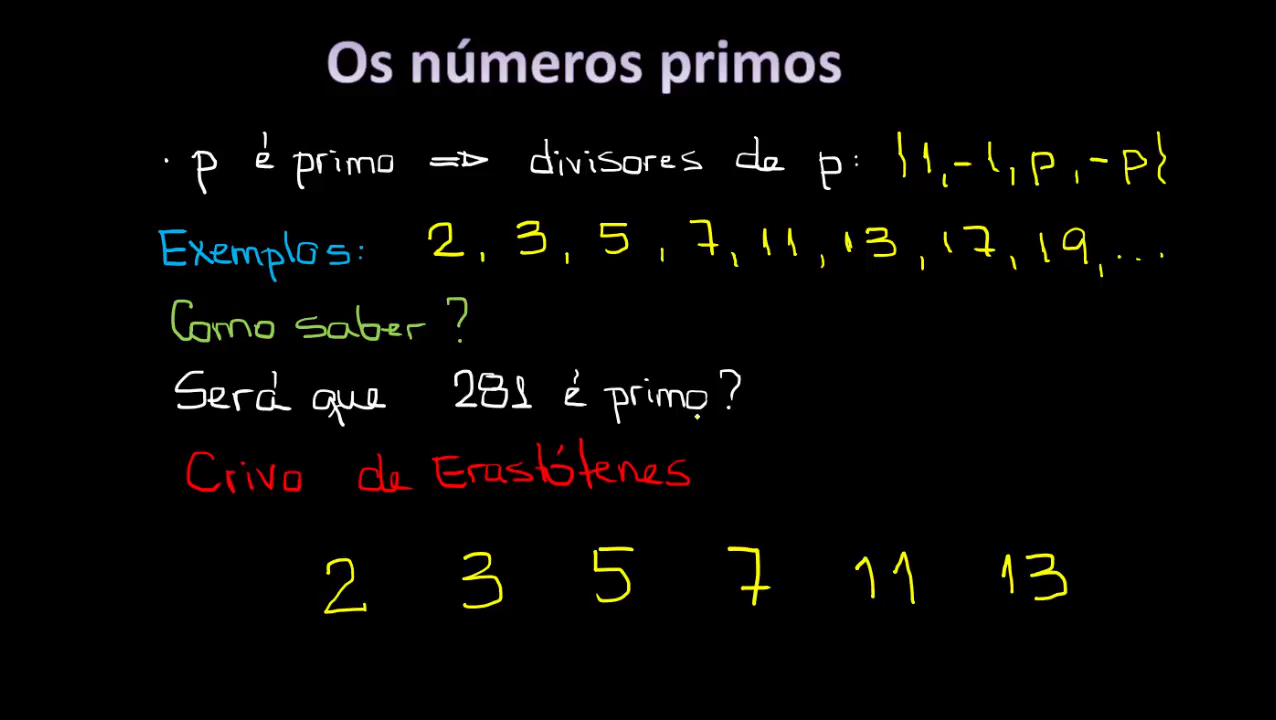 Os números primos
· p é primo => divisores de p: {1,-1,p,-p}
Exemplos: 2, 3, 5, 7, 11, 13, 17, 19, ...
Como saber?
Será que 281 é primo?
Crivo de Erastótenes
2 3 5 7 11 13